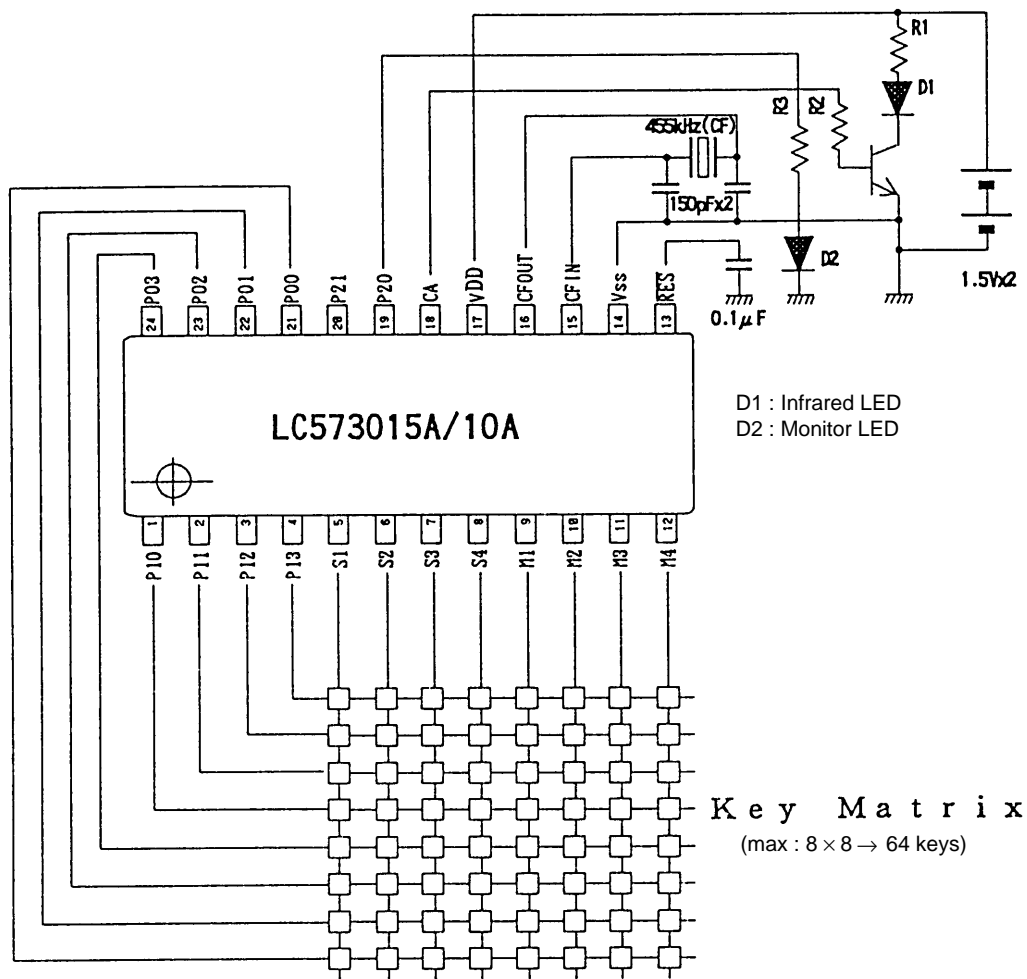 R1
D1
R3
R2
455kHz(CF)
150pFx2
D2
1.5Vx2
0.1μF
P03
P02
P01
P00
P21
P20
CA
VDD
CFOUT
CFIN
Vss
RES
24
23
22
21
20
19
18
17
16
15
14
13
LC573015A/10A
D1 : Infrared LED
D2 : Monitor LED
1
2
3
4
5
6
7
8
9
10
11
12
P10
P11
P12
P13
S1
S2
S3
S4
M1
M2
M3
M4
Key Matrix
(max : 8 × 8 → 64 keys)